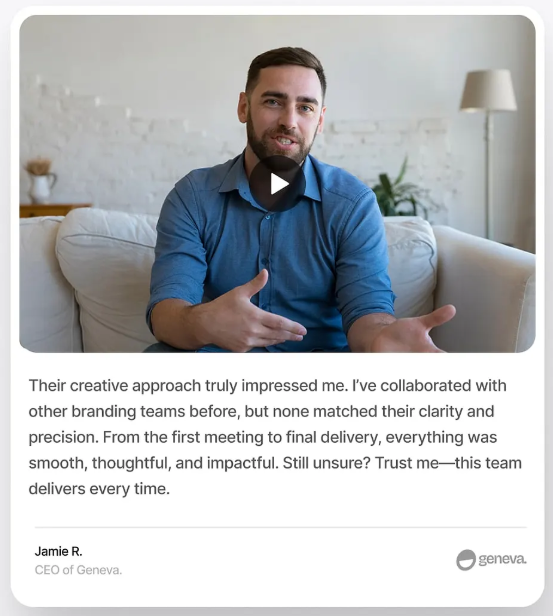 Their creative approach truly impressed me. I’ve collaborated with
other branding teams before, but none matched their clarity and
precision. From the first meeting to final delivery, everything was
smooth, thoughtful, and impactful. Still unsure? Trust me—this team
delivers every time.
Jamie R.
CEO of Geneva.
geneva.